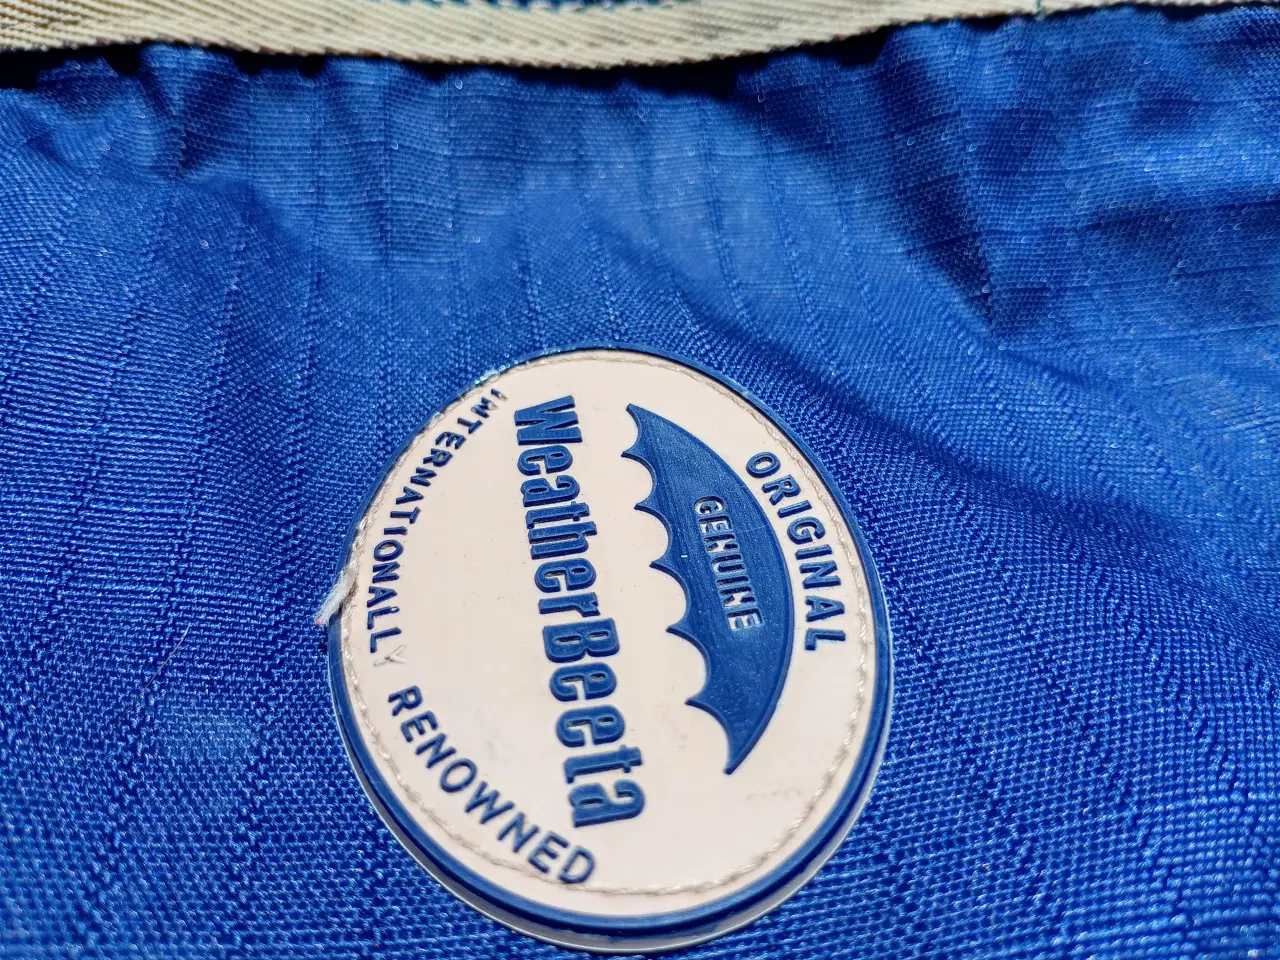 ORIGINAL
GENUINE
WeatherBeeta
INTERNATIONALLY RENOWNED